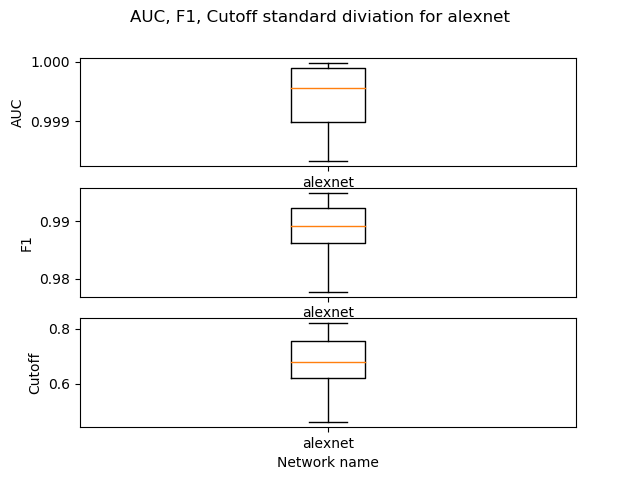 AUC, F1, Cutoff standard diviation for alexnet
1.000
0.999
AUC
alexnet
0.99
0.98
F1
alexnet
0.8
0.6
Cutoff
alexnet
Network name